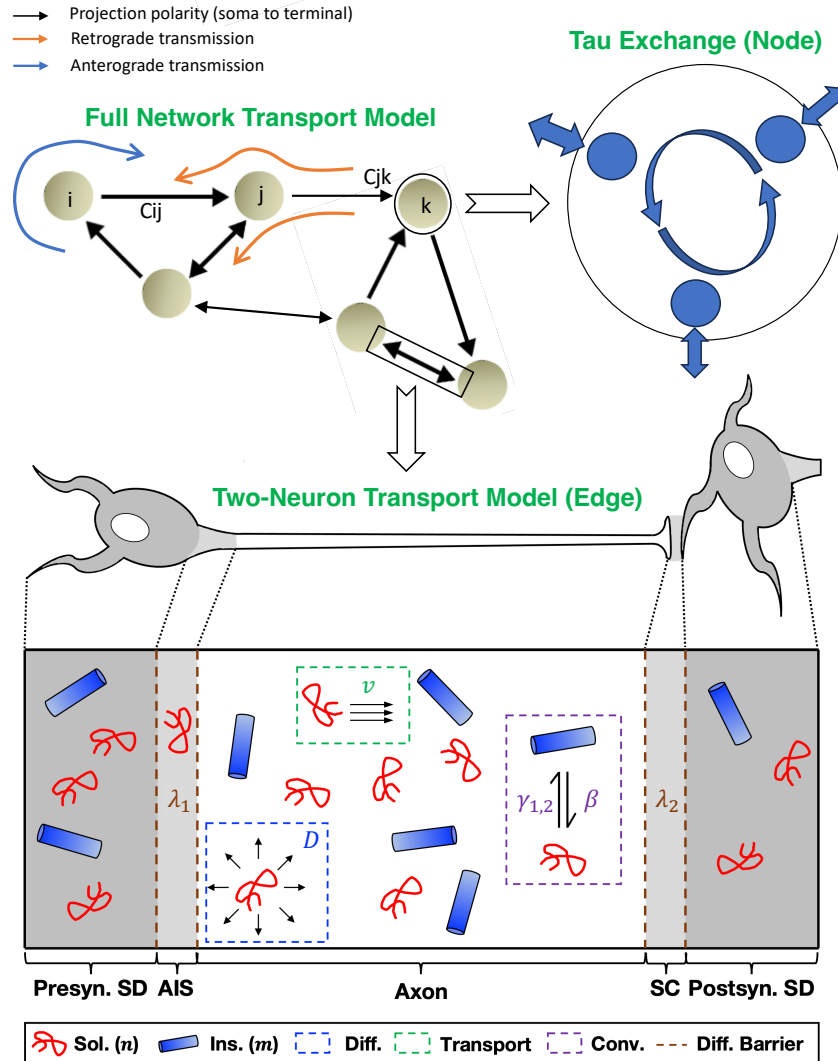 Projection polarity (soma to terminal)
Retrograde transmission
Anterograde transmission
Tau Exchange (Node)
Full Network Transport Model
Cjk
i
j
k
Cij
Two-Neuron Transport Model (Edge)
v
γ1,2
β
λ1
λ2
D
Presyn. SD
AIS
Axon
SC
Postsyn. SD
Sol. (n)
Ins. (m)
Diff.
Transport
Conv.
Diff. Barrier